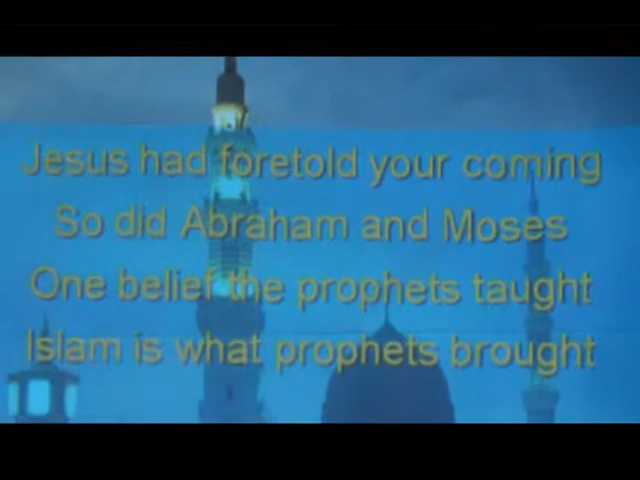 Jesus had foretold your coming
So did Abraham and Moses
One belief the prophets taught
Islam is what prophets brought